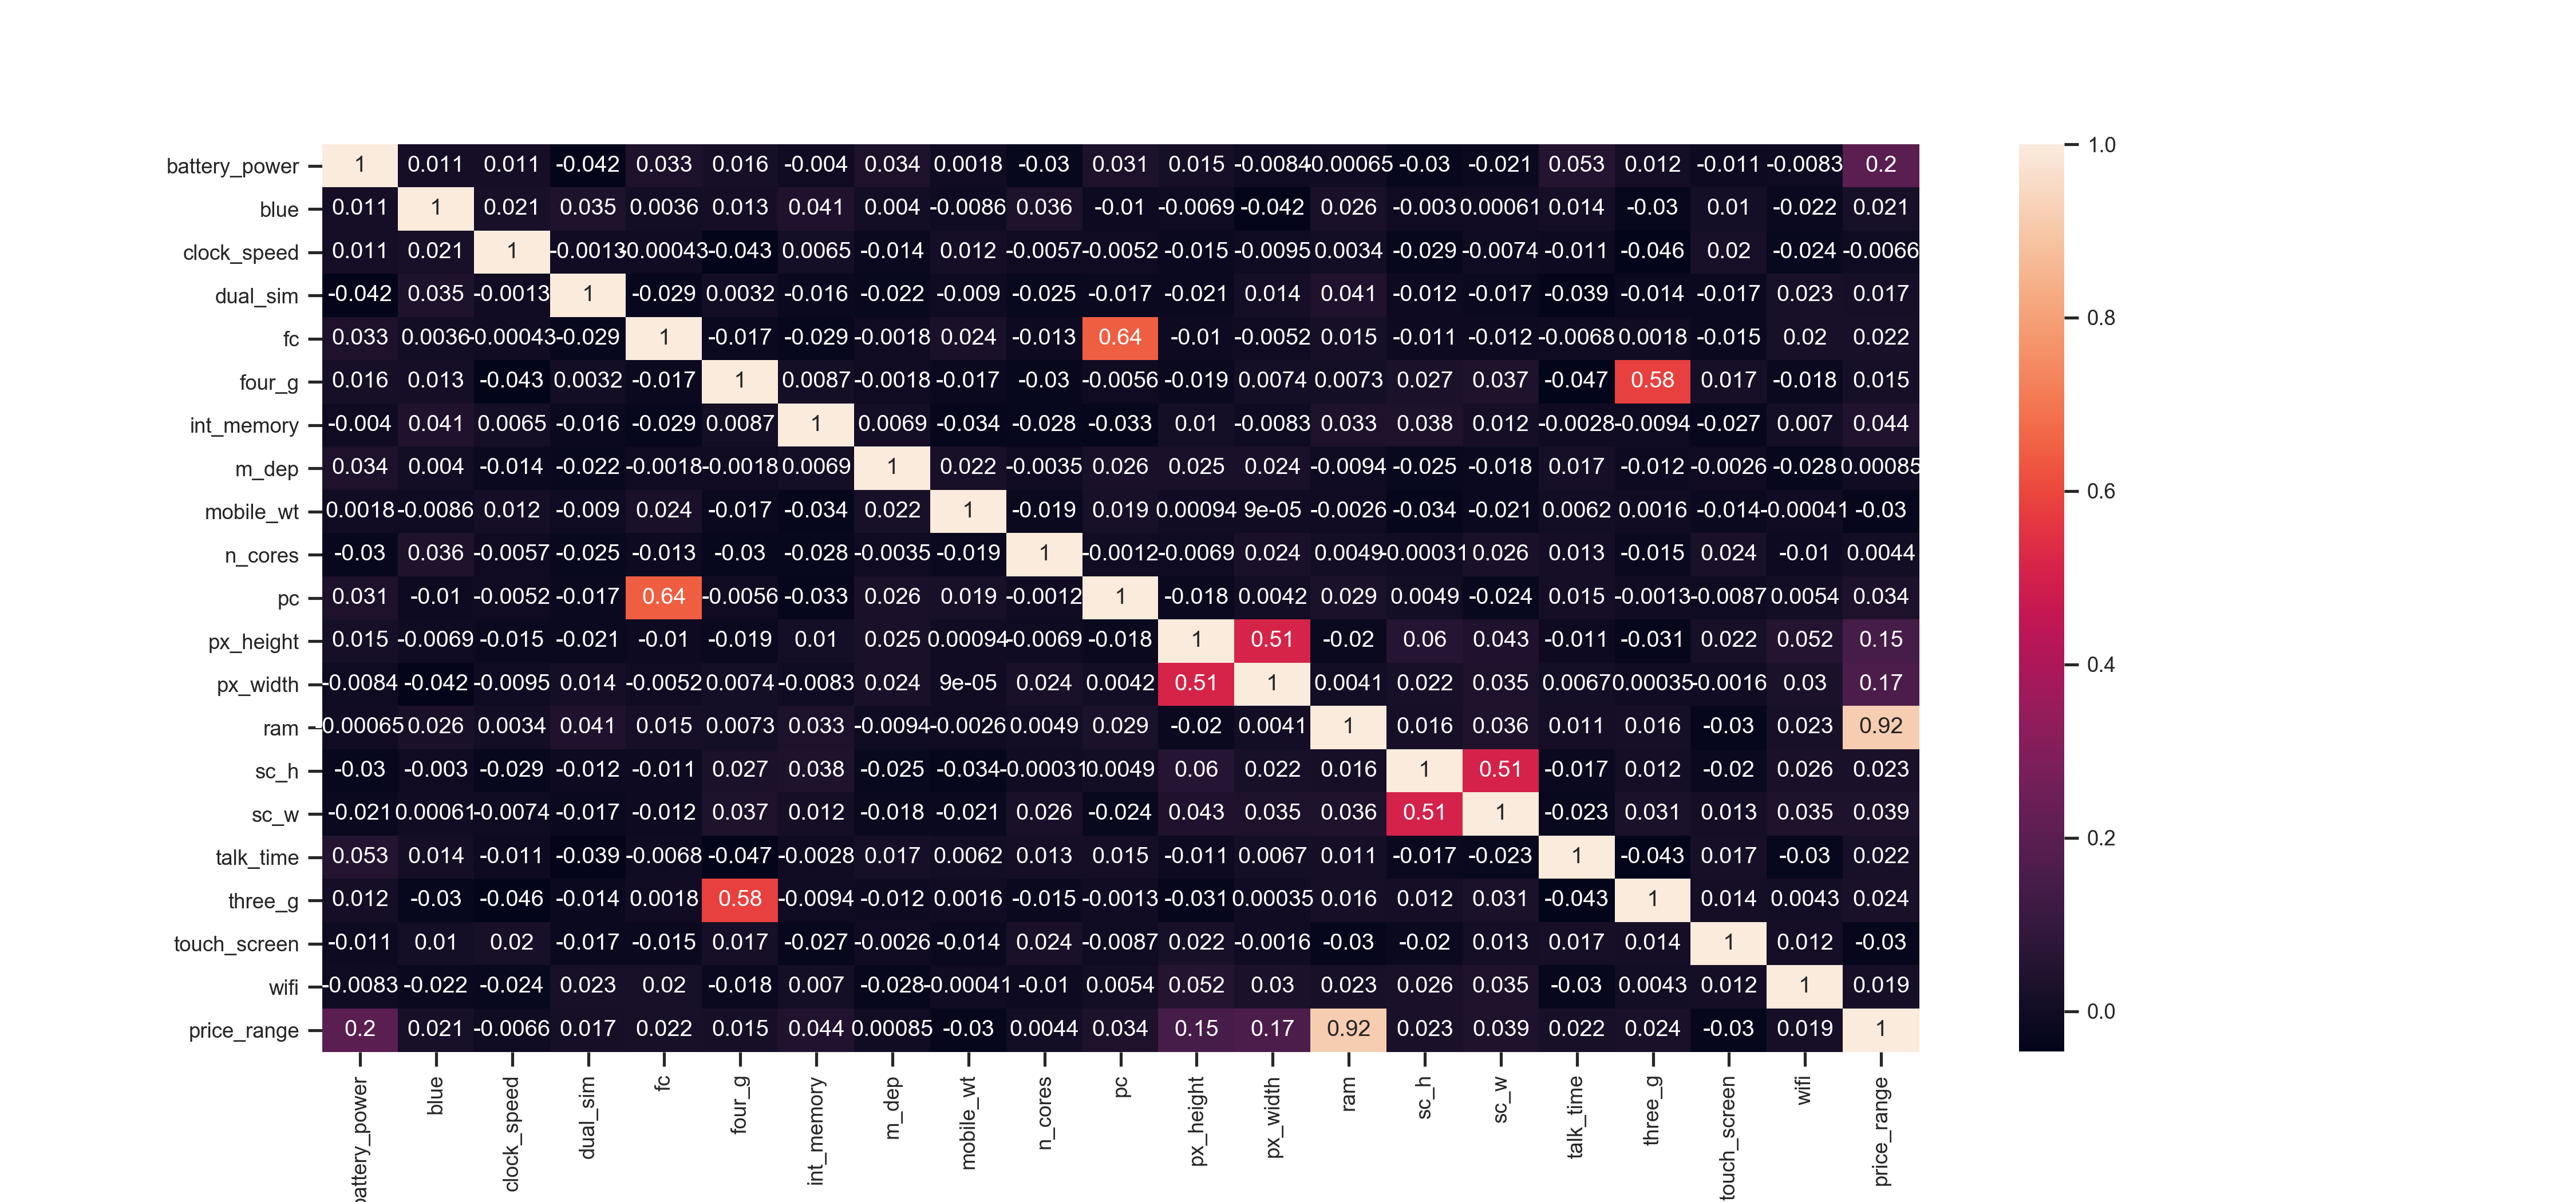 battery_power 1 0.011 0.011 -0.042 0.033 0.016 -0.004 0.034 0.0018 -0.03 0.031 0.015 -0.0084 -0.00065 -0.03 -0.021 0.053 0.012 -0.011 -0.0083 0.2
blue 0.011 1 0.021 0.035 0.0036 0.013 0.041 0.004 -0.0086 0.036 -0.01 -0.0069 -0.042 0.026 -0.003 0.00061 0.014 -0.03 0.01 -0.022 0.021
clock_speed 0.011 0.021 1 -0.0013 -0.00043 -0.043 0.0065 -0.014 0.012 -0.0057 -0.0052 -0.015 -0.0095 0.0034 -0.029 -0.0074 -0.011 -0.046 0.02 -0.024 -0.0066
dual_sim -0.042 0.035 -0.0013 1 -0.029 0.0032 -0.016 -0.022 -0.009 -0.025 -0.017 -0.021 0.014 0.041 -0.012 -0.017 -0.039 -0.014 -0.017 0.023 0.017
fc 0.033 0.0036 -0.00043 -0.029 1 -0.017 -0.029 -0.0018 0.024 -0.013 0.64 -0.01 -0.0052 0.015 -0.011 -0.012 -0.0068 0.0018 -0.015 0.02 0.022
four_g 0.016 0.013 -0.043 0.0032 -0.017 1 0.0087 -0.0018 -0.017 -0.03 -0.0056 -0.019 0.0074 0.0073 0.027 0.037 -0.047 0.58 0.017 -0.018 0.015
int_memory -0.004 0.041 0.0065 -0.016 -0.029 0.0087 1 0.0069 -0.034 -0.028 -0.033 0.01 -0.0083 0.033 0.038 0.012 -0.0028 -0.0094 -0.027 0.007 0.044
m_dep 0.034 0.004 -0.014 -0.022 -0.0018 -0.0018 0.0069 1 0.022 -0.0035 0.026 0.025 0.024 -0.0094 -0.025 -0.018 0.017 -0.012 -0.0026 -0.028 0.00085
mobile_wt 0.0018 -0.0086 0.012 -0.009 0.024 -0.017 -0.034 0.022 1 -0.019 0.019 0.00094 9e-05 -0.0026 -0.034 -0.021 0.0062 0.0016 -0.014 -0.00041 -0.03
n_cores -0.03 0.036 -0.0057 -0.025 -0.013 -0.03 -0.028 -0.0035 -0.019 1 -0.0012 -0.0069 0.024 0.0049 -0.00031 0.026 0.013 -0.015 0.024 -0.01 0.0044
pc 0.031 -0.01 -0.0052 -0.017 0.64 -0.0056 -0.033 0.026 0.019 -0.0012 1 -0.018 0.0042 0.029 0.0049 -0.024 0.015 -0.0013 -0.0087 0.0054 0.034
px_height 0.015 -0.0069 -0.015 -0.021 -0.01 -0.019 0.01 0.025 0.00094 -0.0069 -0.018 1 0.51 -0.02 0.06 0.043 -0.011 -0.031 0.022 0.052 0.15
px_width -0.0084 -0.042 -0.0095 0.014 -0.0052 0.0074 -0.0083 0.024 9e-05 0.024 0.0042 0.51 1 0.0041 0.022 0.035 0.0067 0.00035 -0.0016 0.03 0.17
ram -0.00065 0.026 0.0034 0.041 0.015 0.0073 0.033 -0.0094 -0.0026 0.0049 0.029 -0.02 0.0041 1 0.016 0.036 0.011 0.016 -0.03 0.023 0.92
sc_h -0.03 -0.003 -0.029 -0.012 -0.011 0.027 0.038 -0.025 -0.034 -0.00031 0.0049 0.06 0.022 0.016 1 0.51 -0.017 0.012 -0.02 0.026 0.023
sc_w -0.021 0.00061 -0.0074 -0.017 -0.012 0.037 0.012 -0.018 -0.021 0.026 -0.024 0.043 0.035 0.036 0.51 1 -0.023 0.031 0.013 0.035 0.039
talk_time 0.053 0.014 -0.011 -0.039 -0.0068 -0.047 -0.0028 0.017 0.0062 0.013 0.015 -0.011 0.0067 0.011 -0.017 -0.023 1 -0.043 0.017 -0.03 0.022
three_g 0.012 -0.03 -0.046 -0.014 0.0018 0.58 -0.0094 -0.012 0.0016 -0.015 -0.0013 -0.031 0.00035 0.016 0.012 0.031 -0.043 1 0.014 0.0043 0.024
touch_screen -0.011 0.01 0.02 -0.017 -0.015 0.017 -0.027 -0.0026 -0.014 0.024 -0.0087 0.022 -0.0016 -0.03 -0.02 0.013 0.017 0.014 1 0.012 -0.03
wifi -0.0083 -0.022 -0.024 0.023 0.02 -0.018 0.007 -0.028 -0.00041 -0.01 0.0054 0.052 0.03 0.023 0.026 0.035 -0.03 0.0043 0.012 1 0.019
price_range 0.2 0.021 -0.0066 0.017 0.022 0.015 0.044 0.00085 -0.03 0.0044 0.034 0.15 0.17 0.92 0.023 0.039 0.022 0.024 -0.03 0.019 1
battery_power blue clock_speed dual_sim fc four_g int_memory m_dep mobile_wt n_cores pc px_height px_width ram sc_h sc_w talk_time three_g touch_screen wifi price_range
1.0
0.8
0.6
0.4
0.2
0.0